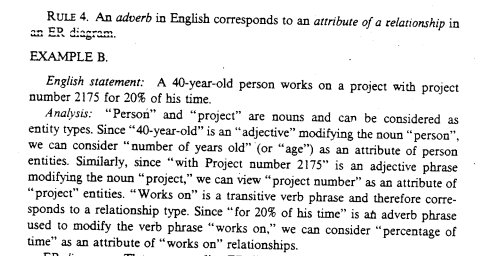 RULE 4. An adverb in English corresponds to an attribute of a relationship in
an ER diagram.
EXAMPLE B.
English statement: A 40-year-old person works on a project with project
number 2175 for 20% of his time.
Analysis: "Person" and "project" are nouns and can be considered as
entity types. Since "40-year-old" is an "adjective" modifying the noun "person",
we can consider "number of years old" (or "age") as an attribute of person
entities. Similarly, since "with Project number 2175" is an adjective phrase
modifying the noun "project," we can view "project number" as an attribute of
"project" entities. "Works on" is a transitive verb phrase and therefore corre-
sponds to a relationship type. Since "for 20% of his time" is an adverb phrase
used to modify the verb phrase "works on," we can consider "percentage of
time" as an attribute of "works on" relationships.